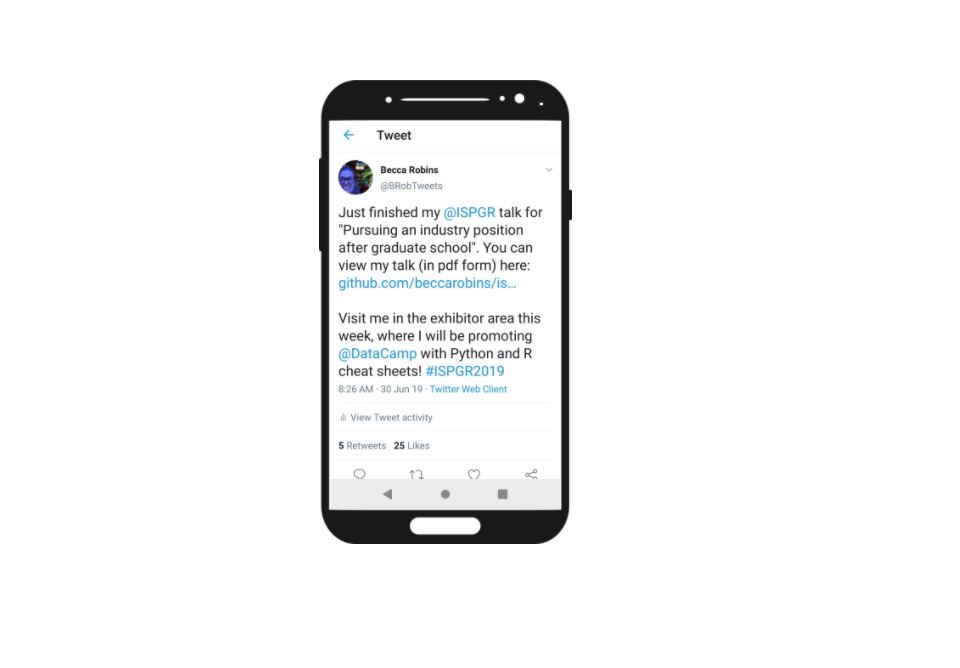 Tweet
Becca Robins
@BRobTweets
Just finished my @ISPGR talk for
"Pursuing an industry position
after graduate school". You can
view my talk (in pdf form) here:
github.com/beccarobins/is...
Visit me in the exhibitor area this
week, where I will be promoting
@DataCamp with Python and R
cheat sheets! #ISPGR2019
8:26 AM · 30 Jun 19 · Twitter Web Client
View Tweet activity
5 Retweets 25 Likes